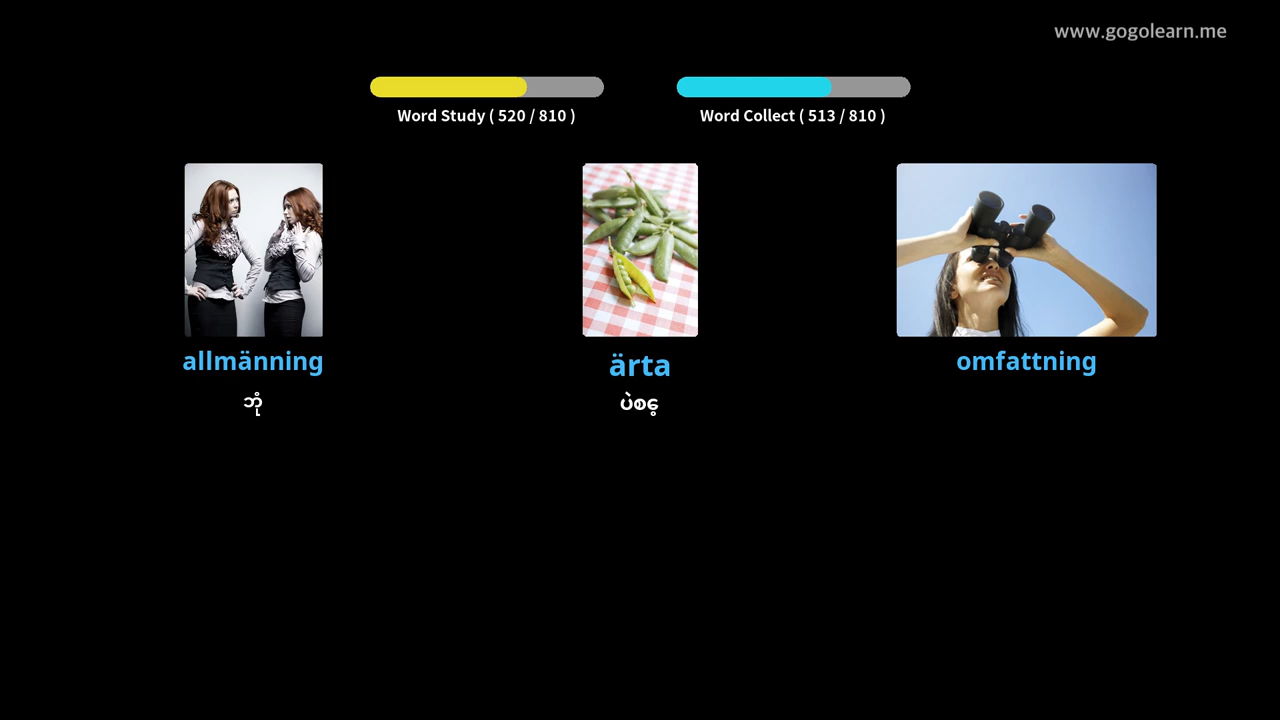 www.gogolearn.me
Word Study ( 520 / 810 )
Word Collect ( 513 / 810 )
allmänning
ärta
omfattning
ဘုံ
ပဲစေ့